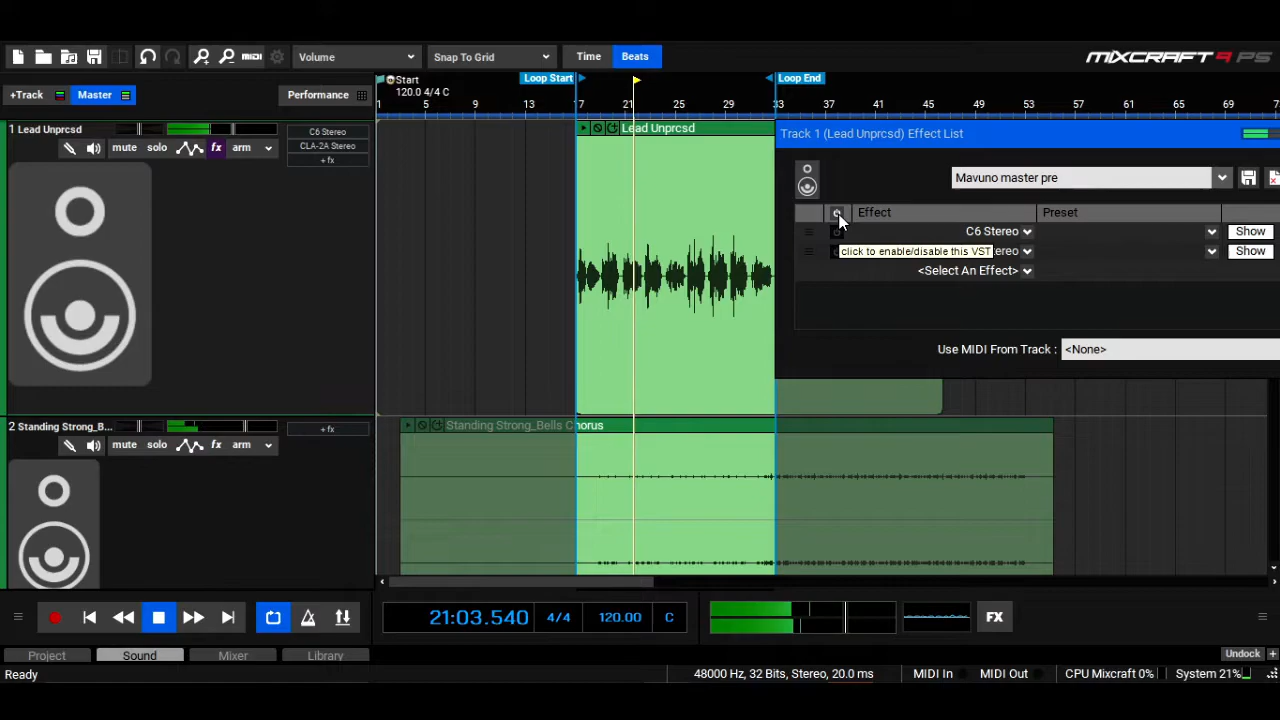 Volume
Snap To Grid
Time
Beats
MIXCRAFT 9 PS
+Track
Master
Performance
Start
120.0 4/4 C
Loop Start
Loop End
1 5 9 13 17 21 25 29 33 37 41 45 49 53 57 61 65 69
1 Lead Unprcsd
C6 Stereo
CLA-2A Stereo
+ fx
mute solo fx arm
Lead Unprcsd
Track 1 (Lead Unprcsd) Effect List
Mavuno master pre
Effect
Preset
C6 Stereo
Show
click to enable/disable this VST
Show
<Select An Effect>
Use MIDI From Track :
<None>
2 Standing Strong_B...
+ fx
mute solo fx arm
Standing Strong_Bells Chorus
21:03.540
4/4
120.00
C
FX
Project
Sound
Mixer
Library
Undock
Ready
48000 Hz, 32 Bits, Stereo, 20.0 ms
MIDI In
MIDI Out
CPU Mixcraft 0%
System 21%